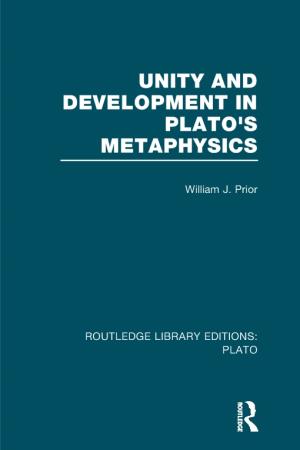 UNITY AND
DEVELOPMENT IN
PLATO'S
METAPHYSICS
William J. Prior
ROUTLEDGE LIBRARY EDITIONS:
PLATO
ROUTLEDGE